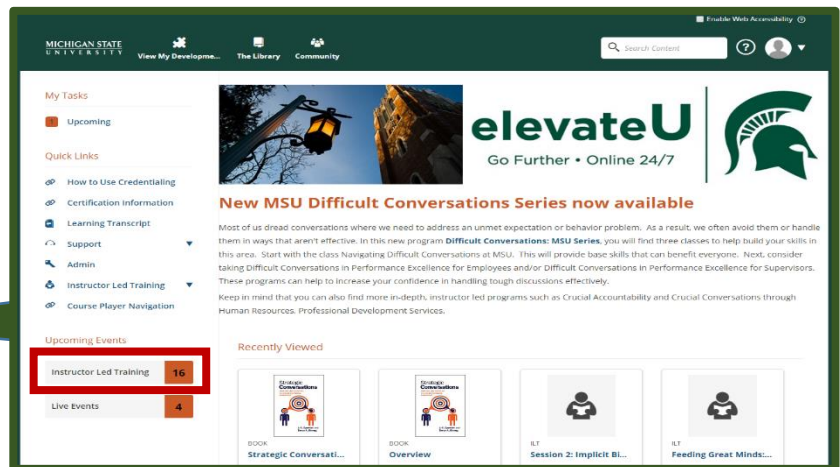 Enable Web Accessibility ?
MICHIGAN STATE
UNIVERSITY
View My Developme...
The Library
Community
Search Content
?
My Tasks
1 Upcoming
Quick Links
How to Use Credentialing
Certification Information
Learning Transcript
Support
Admin
Instructor Led Training
Course Player Navigation
Upcoming Events
Instructor Led Training 16
Live Events 4
elevateU
Go Further • Online 24/7
New MSU Difficult Conversations Series now available
Most of us dread conversations where we need to address an unmet expectation or behavior problem. As a result, we often avoid them or handle
them in ways that aren't effective. In this new program Difficult Conversations: MSU Series, you will find three classes to help build your skills in
this area. Start with the class Navigating Difficult Conversations at MSU. This will provide base skills that can benefit everyone. Next, consider
taking Difficult Conversations in Performance Excellence for Employees and/or Difficult Conversations in Performance Excellence for Supervisors.
These programs can help to increase your confidence in handling tough discussions effectively.
Keep in mind that you can also find more in-depth, instructor led programs such as Crucial Accountability and Crucial Conversations through
Human Resources, Professional Development Services.
Recently Viewed
Strategic
Conversations
BOOK
Strategic Conversati...
Strategic
Conversations
BOOK
Overview
ILT
Session 2: Implicit Bi...
ILT
Feeding Great Minds:...